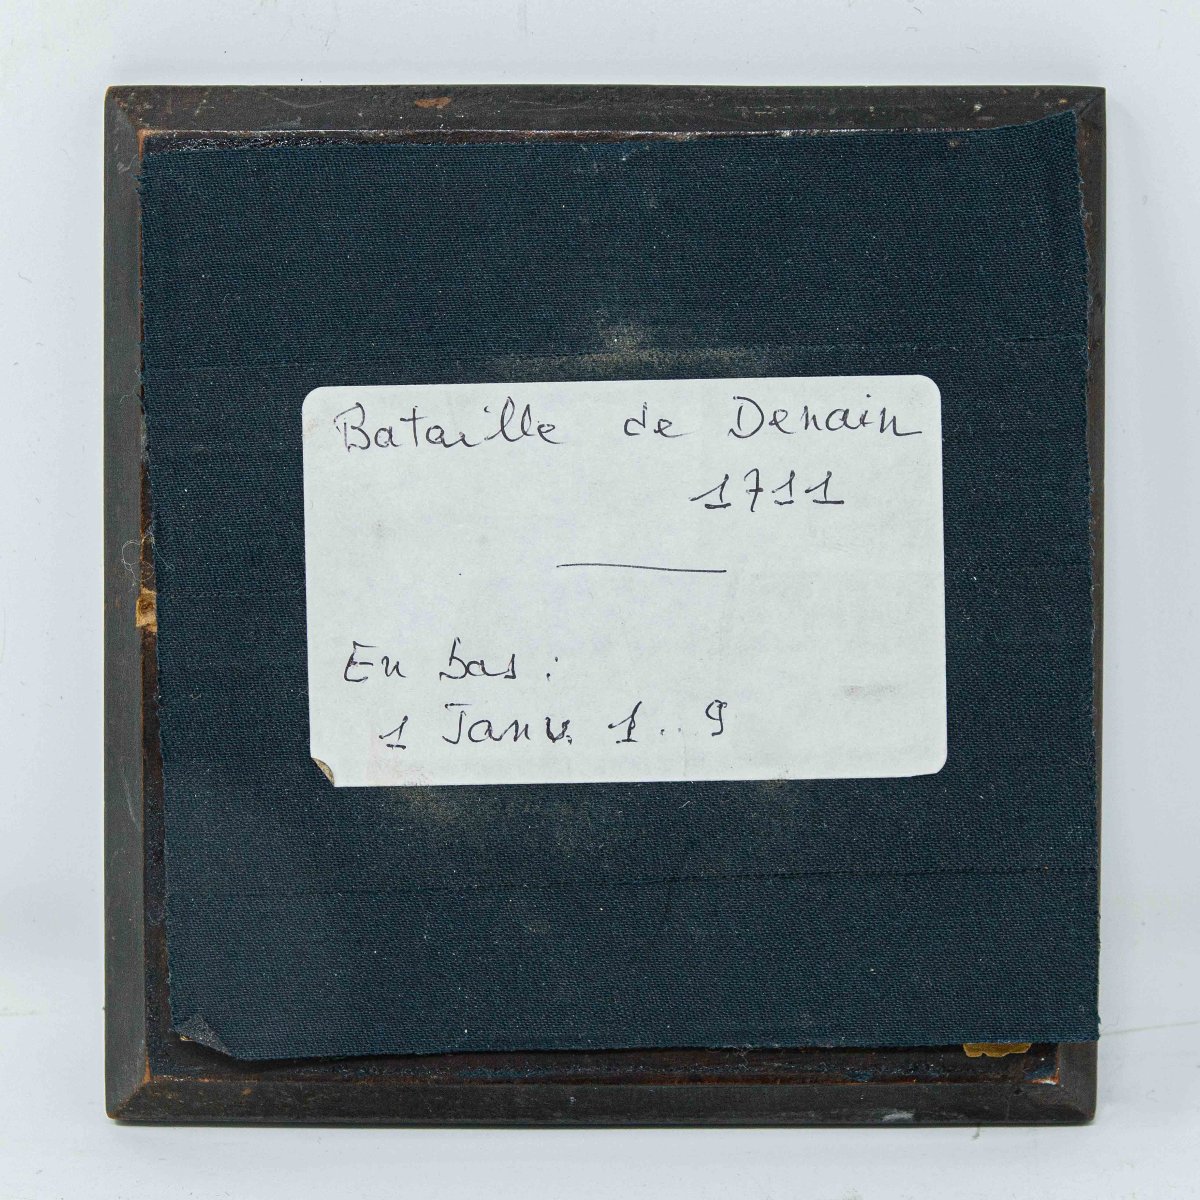 Bataille de Denain
1711
En bas :
1 Janv. 1..9